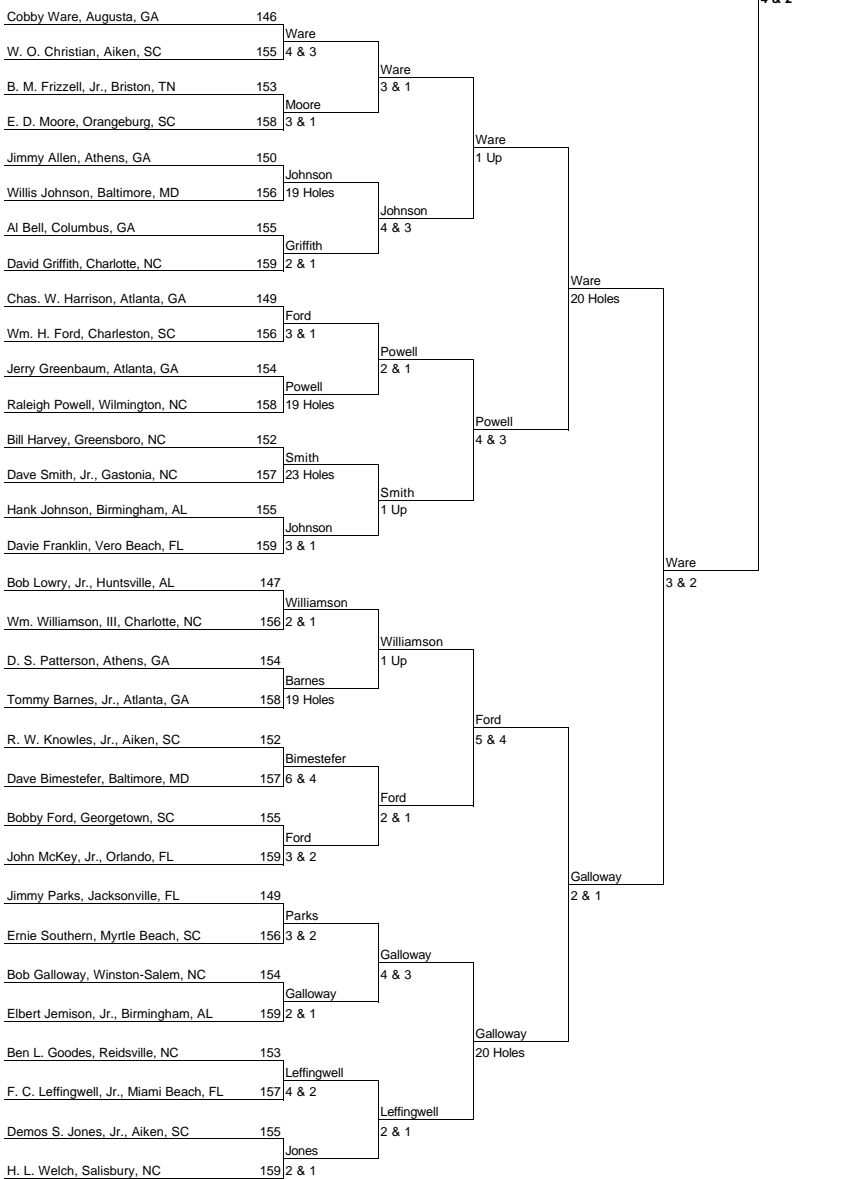 4 & 2
Cobby Ware, Augusta, GA 146
Ware
W. O. Christian, Aiken, SC 155 4 & 3
Ware
B. M. Frizzell, Jr., Briston, TN 153 3 & 1
Moore
E. D. Moore, Orangeburg, SC 158 3 & 1
Ware
Jimmy Allen, Athens, GA 150 1 Up
Johnson
Willis Johnson, Baltimore, MD 156 19 Holes
Johnson
Al Bell, Columbus, GA 155 4 & 3
Griffith
David Griffith, Charlotte, NC 159 2 & 1
Ware
Chas. W. Harrison, Atlanta, GA 149 20 Holes
Ford
Wm. H. Ford, Charleston, SC 156 3 & 1
Powell
Jerry Greenbaum, Atlanta, GA 154 2 & 1
Powell
Raleigh Powell, Wilmington, NC 158 19 Holes
Powell
Bill Harvey, Greensboro, NC 152 4 & 3
Smith
Dave Smith, Jr., Gastonia, NC 157 23 Holes
Smith
Hank Johnson, Birmingham, AL 155 1 Up
Johnson
Davie Franklin, Vero Beach, FL 159 3 & 1
Ware
Bob Lowry, Jr., Huntsville, AL 147 3 & 2
Williamson
Wm. Williamson, III, Charlotte, NC 156 2 & 1
Williamson
D. S. Patterson, Athens, GA 154 1 Up
Barnes
Tommy Barnes, Jr., Atlanta, GA 158 19 Holes
Ford
R. W. Knowles, Jr., Aiken, SC 152 5 & 4
Bimestefer
Dave Bimestefer, Baltimore, MD 157 6 & 4
Ford
Bobby Ford, Georgetown, SC 155 2 & 1
Ford
John McKey, Jr., Orlando, FL 159 3 & 2
Galloway
Jimmy Parks, Jacksonville, FL 149 2 & 1
Parks
Ernie Southern, Myrtle Beach, SC 156 3 & 2
Galloway
Bob Galloway, Winston-Salem, NC 154 4 & 3
Galloway
Elbert Jemison, Jr., Birmingham, AL 159 2 & 1
Galloway
Ben L. Goodes, Reidsville, NC 153 20 Holes
Leffingwell
F. C. Leffingwell, Jr., Miami Beach, FL 157 4 & 2
Leffingwell
Demos S. Jones, Jr., Aiken, SC 155 2 & 1
Jones
H. L. Welch, Salisbury, NC 159 2 & 1